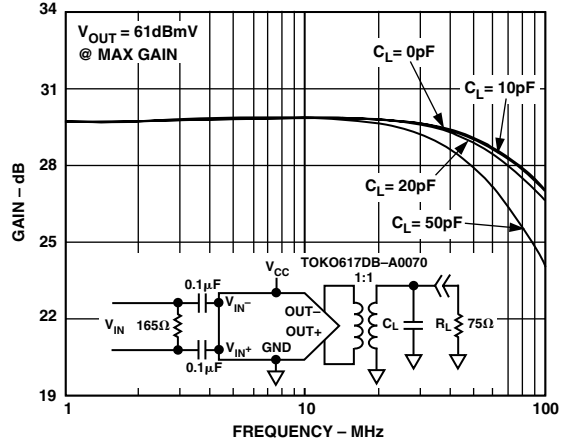 34
31
28
25
22
19
GAIN – dB
V_OUT = 61dBmV
@ MAX GAIN
C_L= 0pF
C_L= 10pF
C_L= 20pF
C_L= 50pF
TOKO617DB–A0070
1:1
V_CC
0.1μF
V_IN–
OUT–
V_IN
165Ω
OUT+
C_L
R_L
75Ω
V_IN+
GND
0.1μF
1
10
100
FREQUENCY – MHz